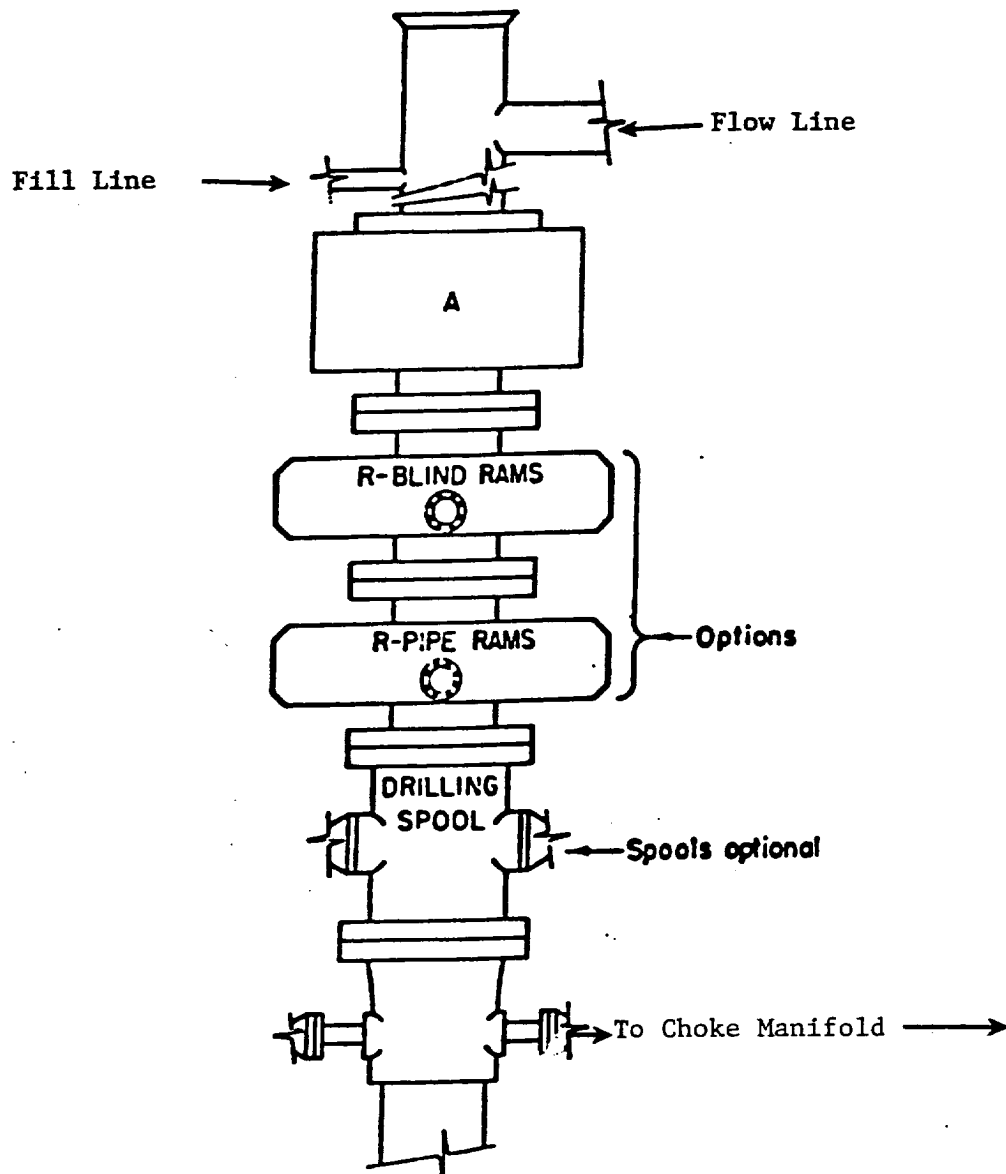 Flow Line
Fill Line
A
R-BLIND RAMS
R-PIPE RAMS
Options
DRILLING
SPOOL
Spools optional
To Choke Manifold